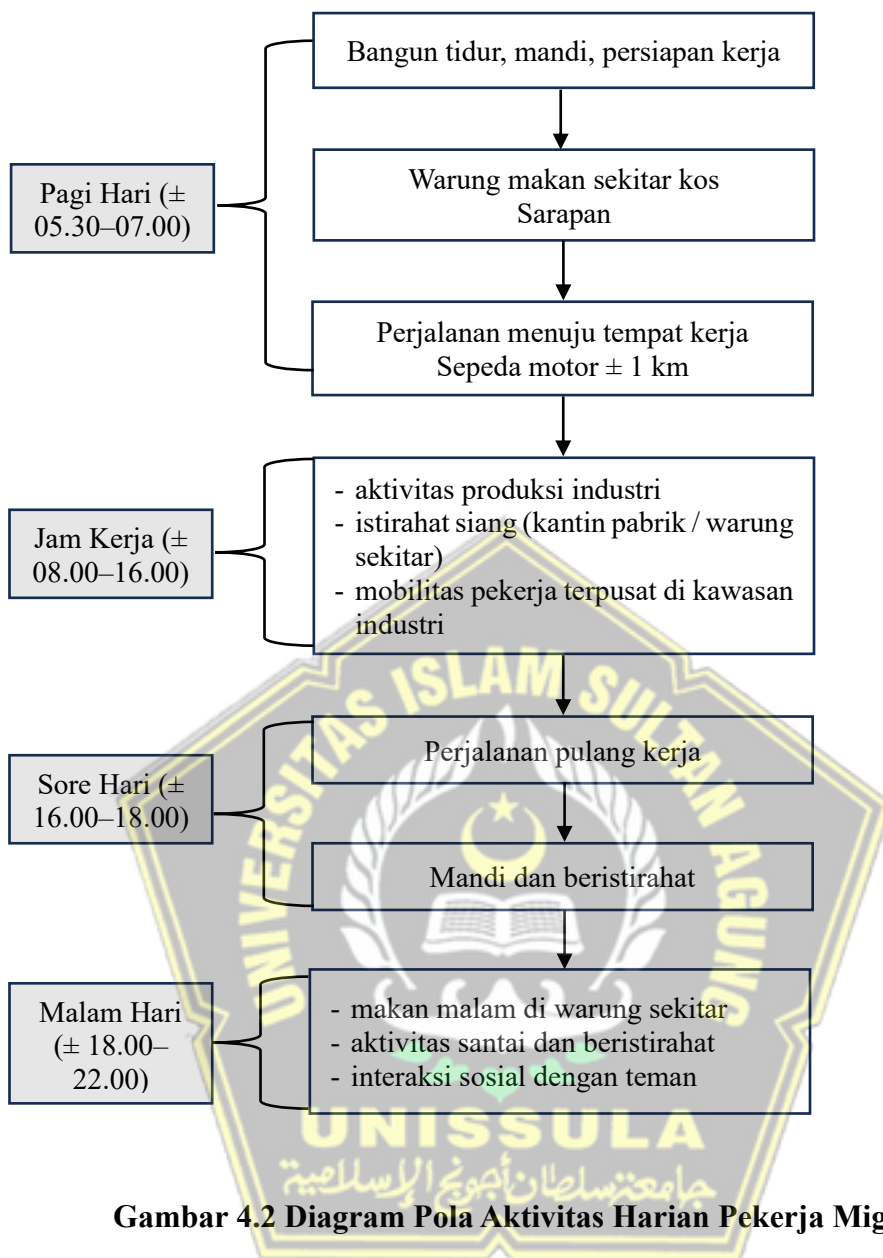 Bangun tidur, mandi, persiapan kerja
Pagi Hari (±
05.30–07.00)
Warung makan sekitar kos
Sarapan
Perjalanan menuju tempat kerja
Sepeda motor ± 1 km
Jam Kerja (±
08.00–16.00)
- aktivitas produksi industri
- istirahat siang (kantin pabrik / warung
sekitar)
- mobilitas pekerja terpusat di kawasan
industri
Sore Hari (±
16.00–18.00)
Perjalanan pulang kerja
Mandi dan beristirahat
Malam Hari
(± 18.00–
22.00)
- makan malam di warung sekitar
- aktivitas santai dan beristirahat
- interaksi sosial dengan teman
UNIVERSITAS ISLAM SULTAN AGUNG
UNISSULA
جامعتنسلطان أجونج الإسلامية
Gambar 4.2 Diagram Pola Aktivitas Harian Pekerja Mig